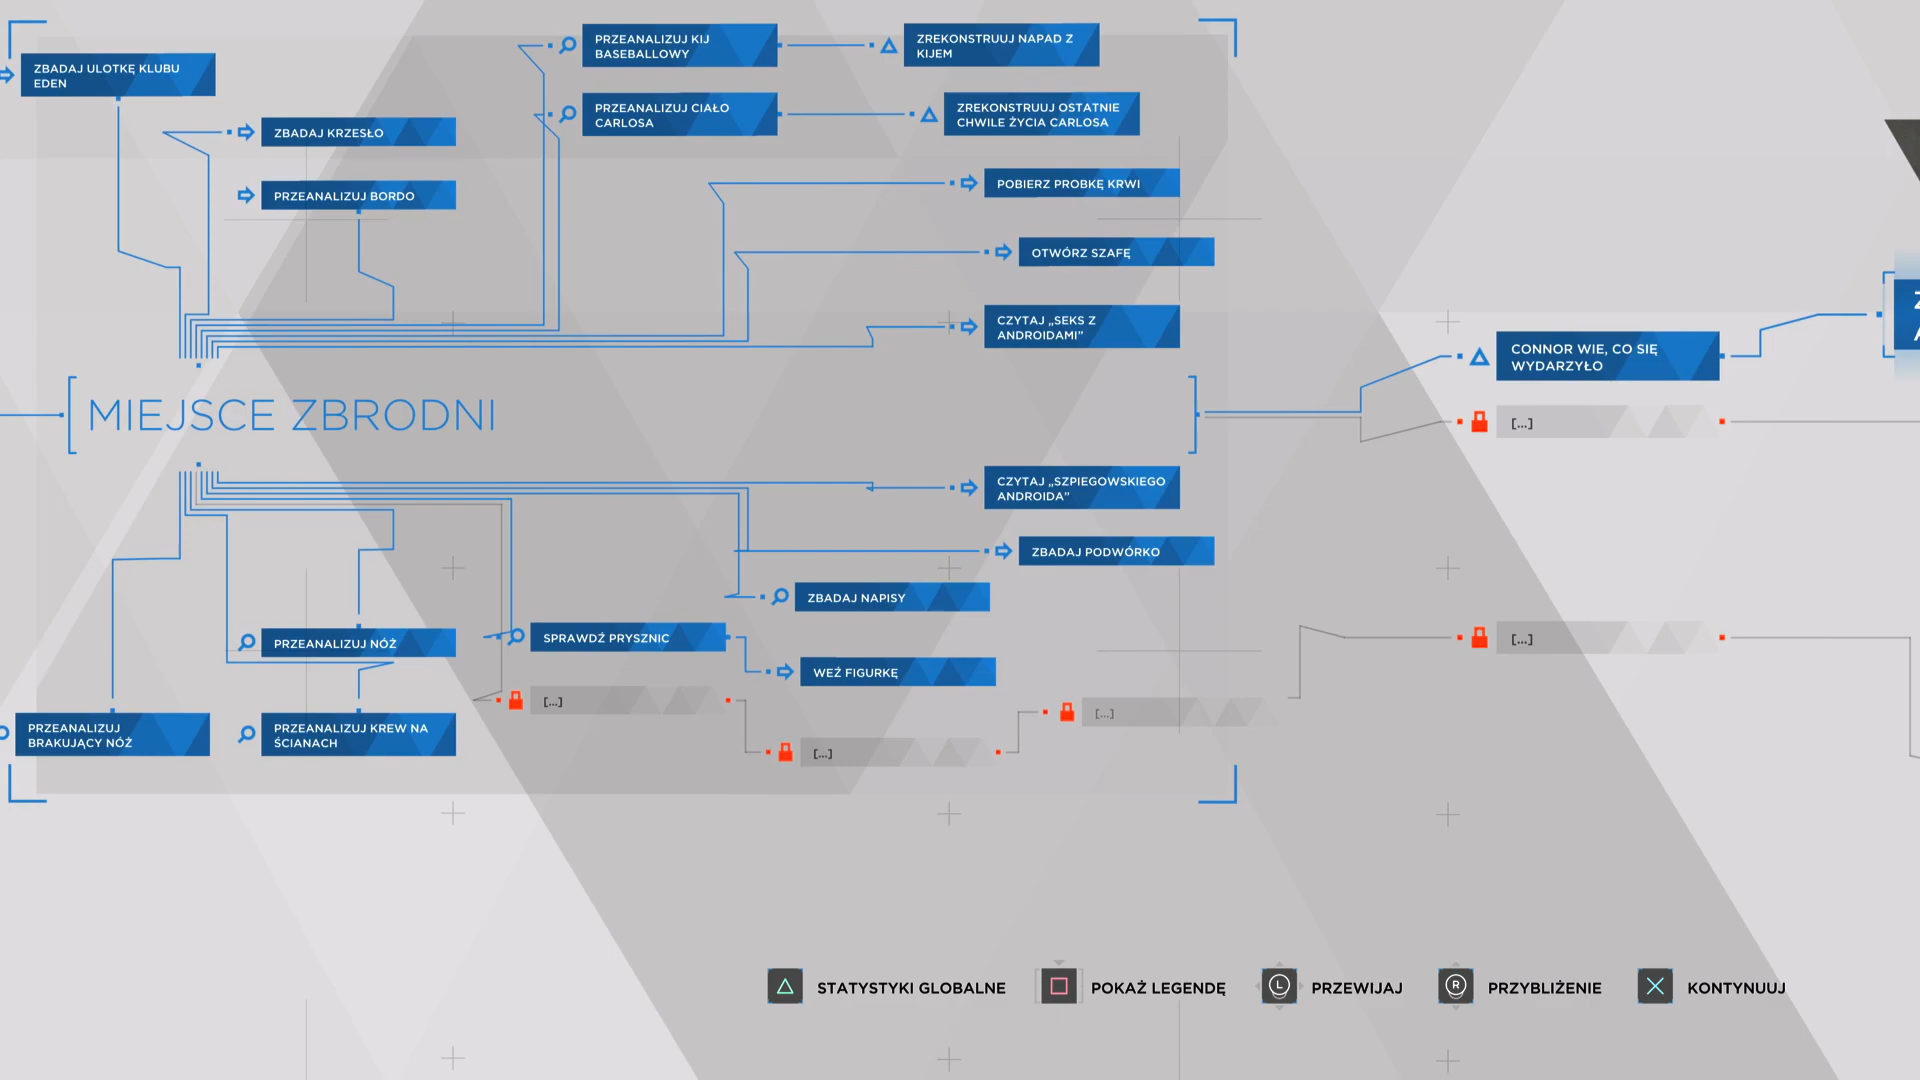 ZBADAJ ULOTKĘ KLUBU
EDEN
ZBADAJ KRZESŁO
PRZEANALIZUJ BORDO
PRZEANALIZUJ KIJ
BASEBALLOWY
ZREKONSTRUUJ NAPAD Z
KIJEM
PRZEANALIZUJ CIAŁO
CARLOSA
ZREKONSTRUUJ OSTATNIE
CHWILE ŻYCIA CARLOSA
POBIERZ PROBKĘ KRWI
OTWÓRZ SZAFĘ
CZYTAJ „SEKS Z
ANDROIDAMI”
CONNOR WIE, CO SIĘ
WYDARZYŁO
[...]
MIEJSCE ZBRODNI
CZYTAJ „SZPIEGOWSKIEGO
ANDROIDA”
ZBADAJ PODWÓRKO
ZBADAJ NAPISY
PRZEANALIZUJ NÓŻ
SPRAWDŹ PRYSZNIC
[...]
WEŹ FIGURKĘ
[...]
[...]
[...]
PRZEANALIZUJ
BRAKUJĄCY NÓŻ
PRZEANALIZUJ KREW NA
ŚCIANACH
STATYSTYKI GLOBALNE
POKAŻ LEGENDĘ
L
PRZEWIJAJ
R
PRZYBLIŻENIE
KONTYNUUJ